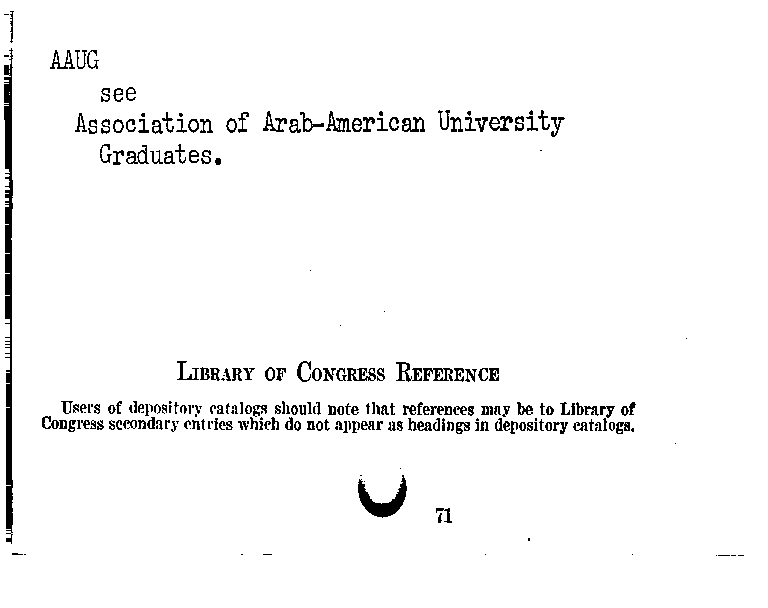 AAUG
see
Association of Arab-American University
Graduates.
LIBRARY OF CONGRESS REFERENCE
Users of depository catalogs should note that references may be to Library of
Congress secondary entries which do not appear as headings in depository catalogs.
71